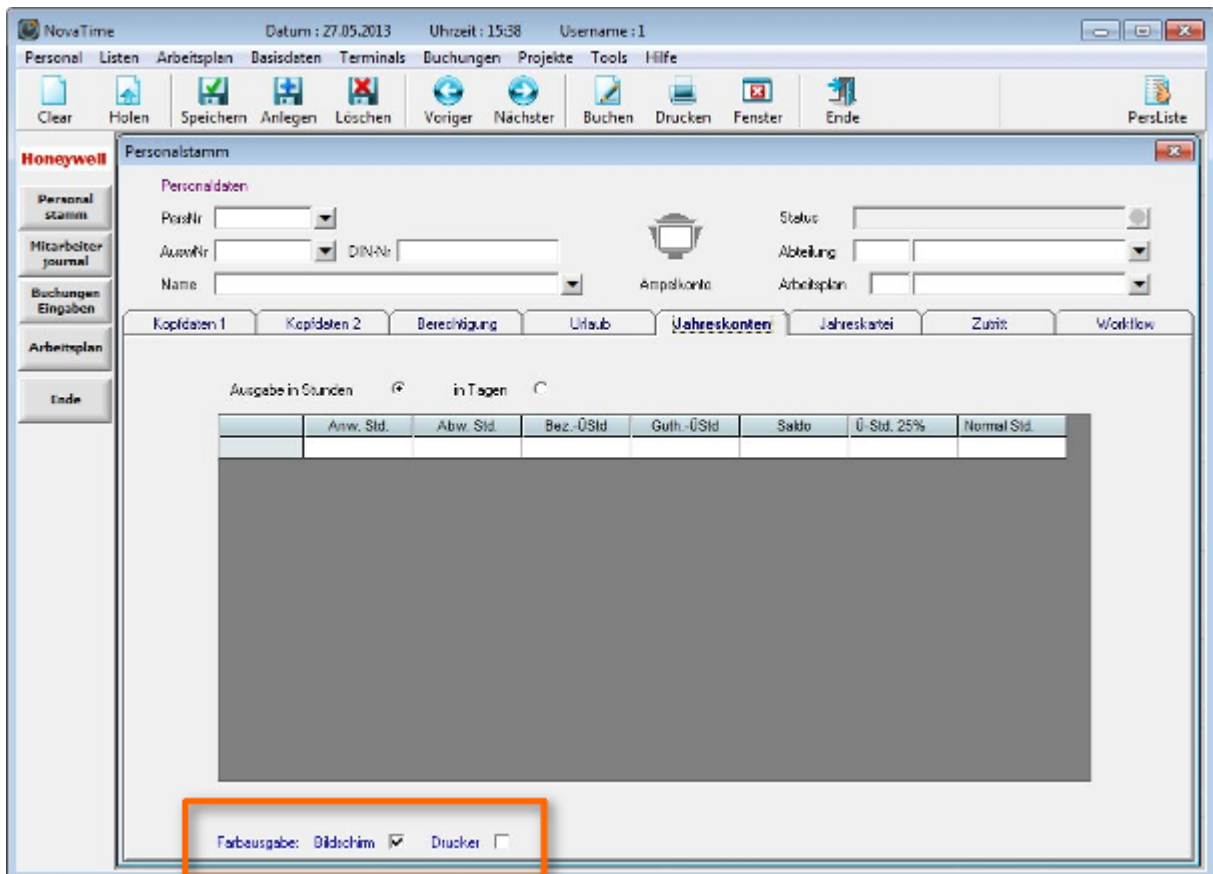 NovaTime Datum : 27.05.2013 Uhrzeit : 15:38 Username : 1
Personal Listen Arbeitsplan Basisdaten Terminals Buchungen Projekte Tools Hilfe
Clear Holen Speichern Anlegen Löschen Voriger Nächster Buchen Drucken Fenster Ende PersListe
Honeywell
Personalstamm
Personal
stamm
Mitarbeiter
journal
Buchungen
Eingaben
Arbeitsplan
Ende
Personaldaten
PersNr Status
AuswNr DIN-Nr Abteilung
Name Ampelkonto Arbeitsplan
Kopfdaten 1 Kopfdaten 2 Berechtigung Urlaub Jahreskonten Jahreskartei Zutritt Workflow
Ausgabe in Stunden in Tagen
Anw. Std. Abw. Std. Bez.-ÜStd Guth.-ÜStd Saldo Ü-Std. 25% Normal Std.
Farbausgabe: Bildschirm Drucker